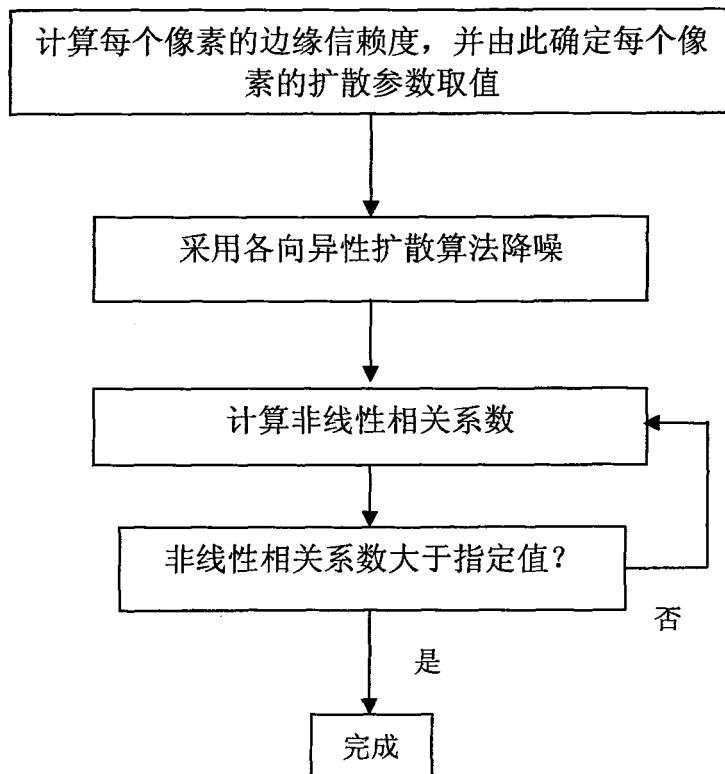 计算每个像素的边缘信赖度，并由此确定每个像
素的扩散参数取值
采用各向异性扩散算法降噪
计算非线性相关系数
非线性相关系数大于指定值？
否
是
完成